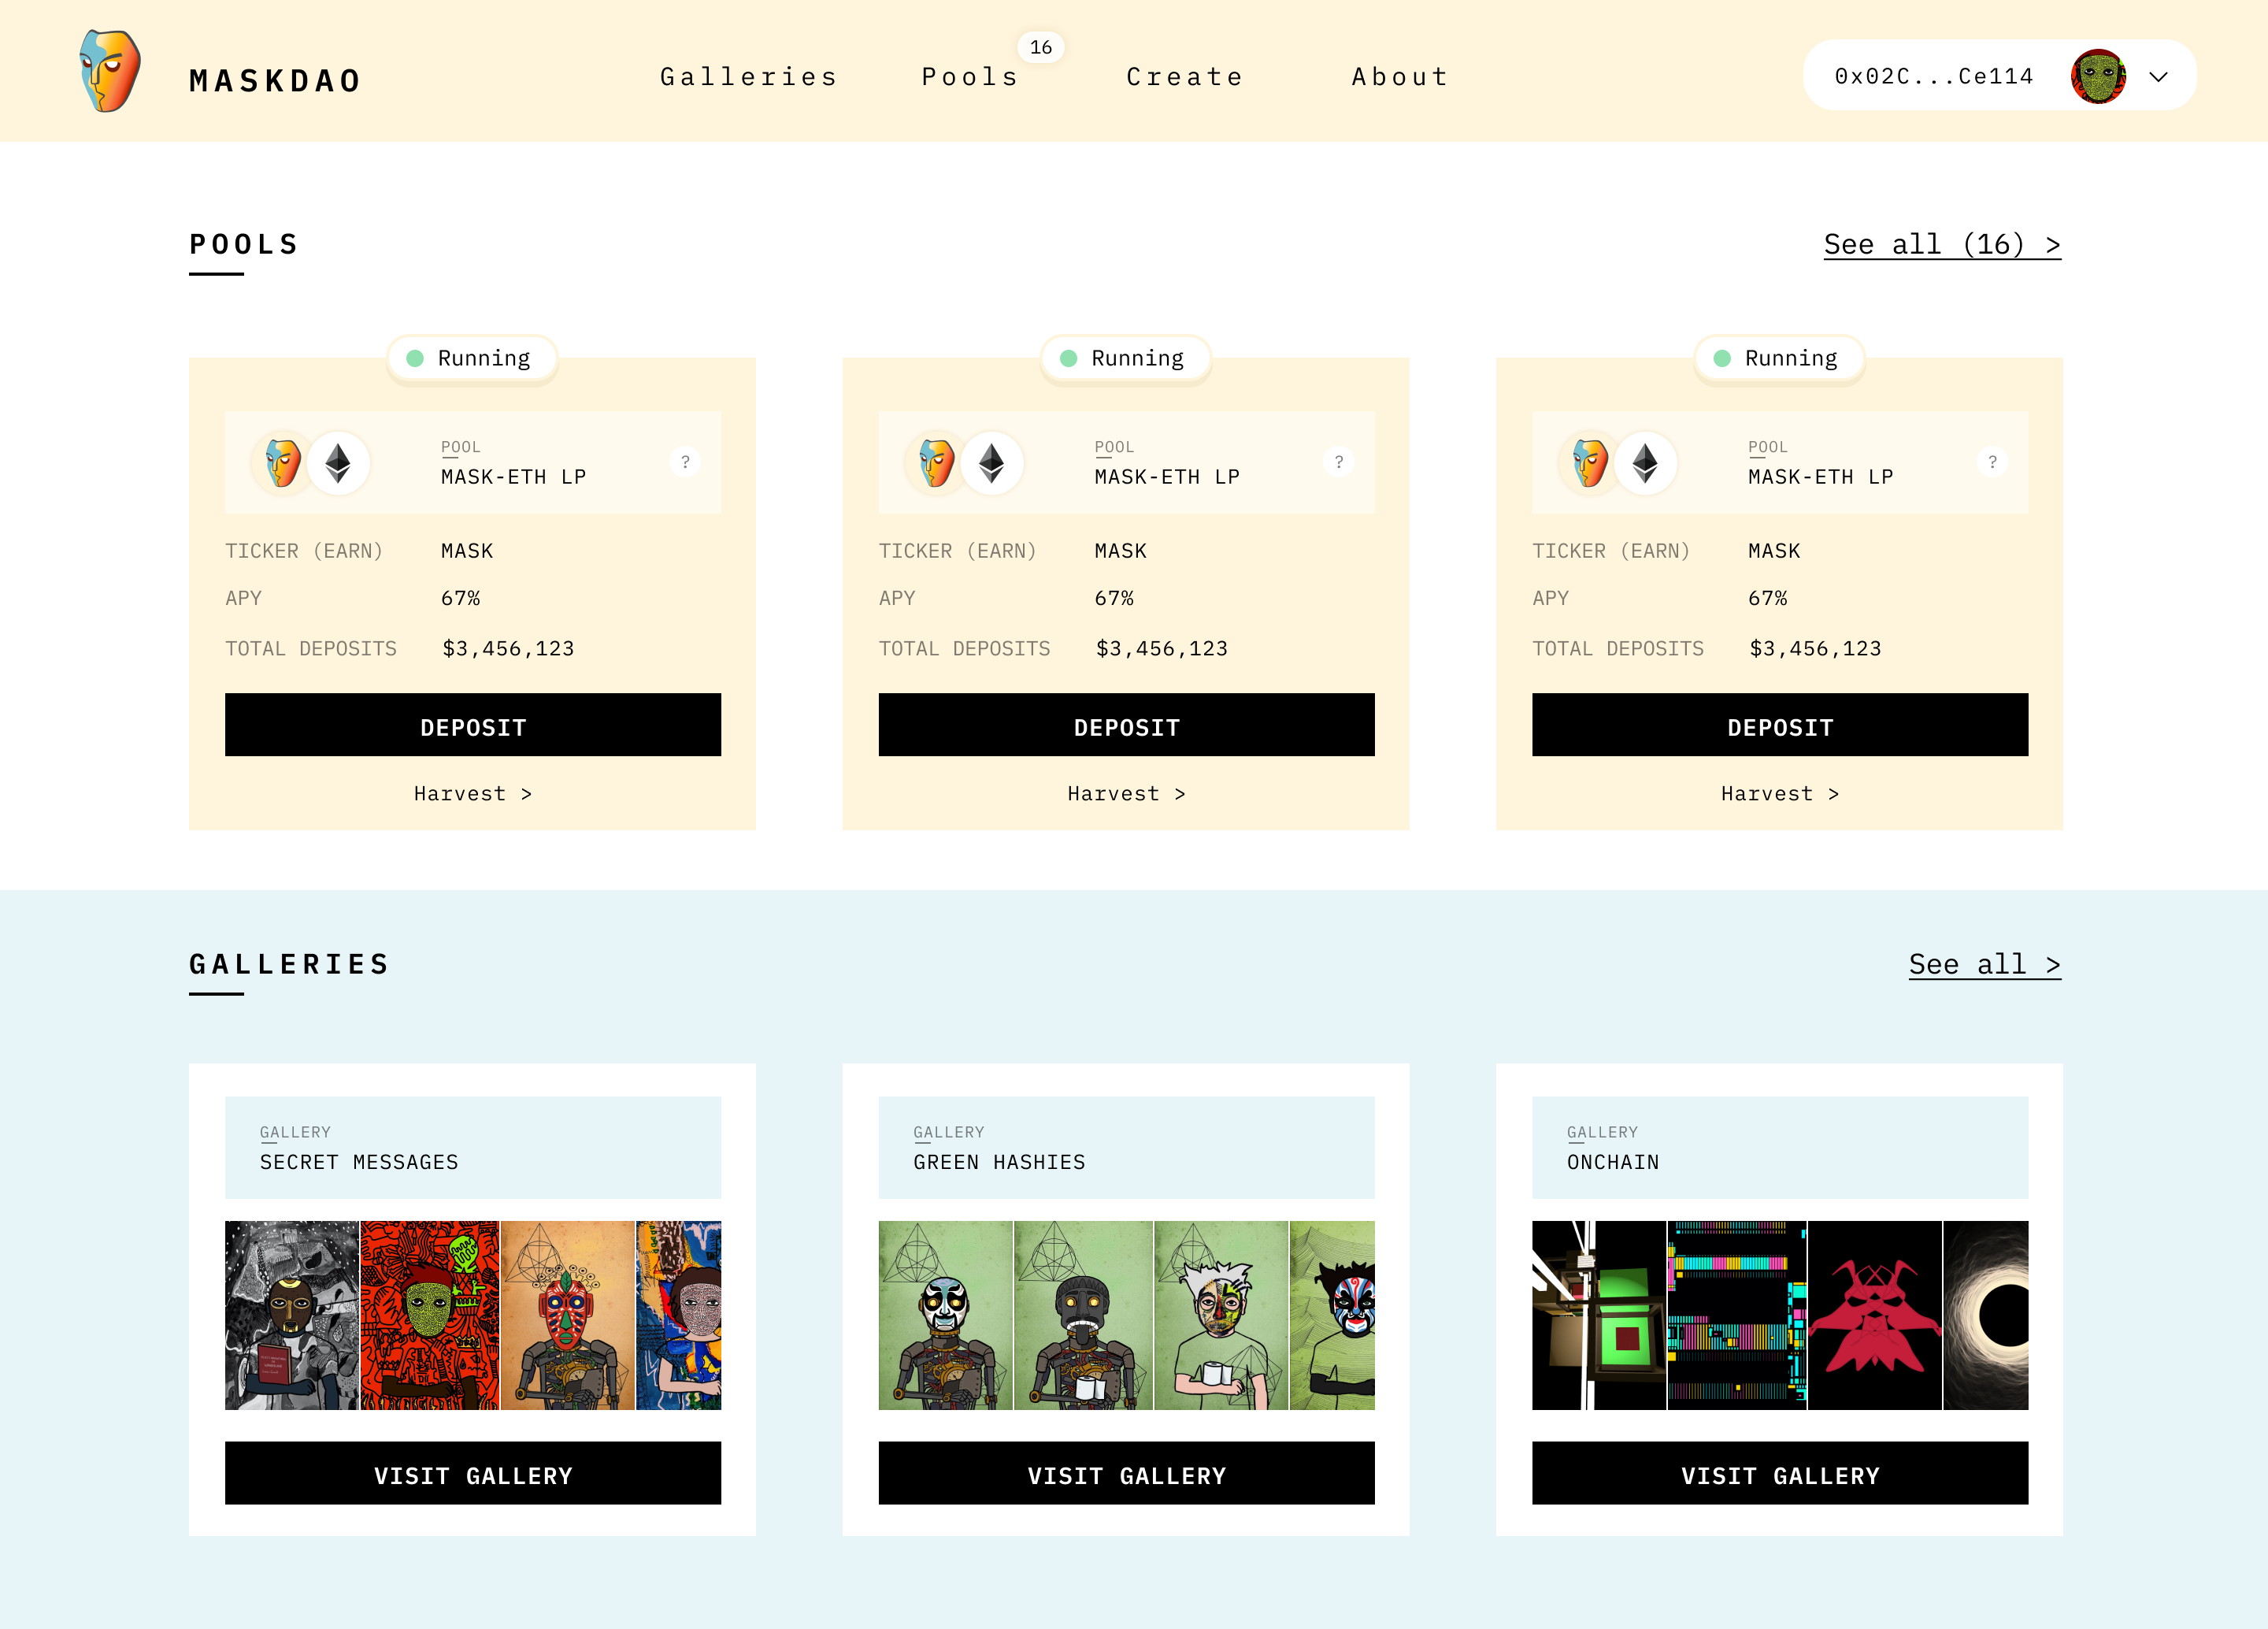 MASKDAO
Galleries
Pools
16
Create
About
0x02C...Ce114
POOLS
See all (16) >
Running
POOL
MASK-ETH LP
?
TICKER (EARN)
MASK
APY
67%
TOTAL DEPOSITS
$3,456,123
DEPOSIT
Harvest >
Running
POOL
MASK-ETH LP
?
TICKER (EARN)
MASK
APY
67%
TOTAL DEPOSITS
$3,456,123
DEPOSIT
Harvest >
Running
POOL
MASK-ETH LP
?
TICKER (EARN)
MASK
APY
67%
TOTAL DEPOSITS
$3,456,123
DEPOSIT
Harvest >
GALLERIES
See all >
GALLERY
SECRET MESSAGES
VISIT GALLERY
GALLERY
GREEN HASHIES
VISIT GALLERY
GALLERY
ONCHAIN
VISIT GALLERY